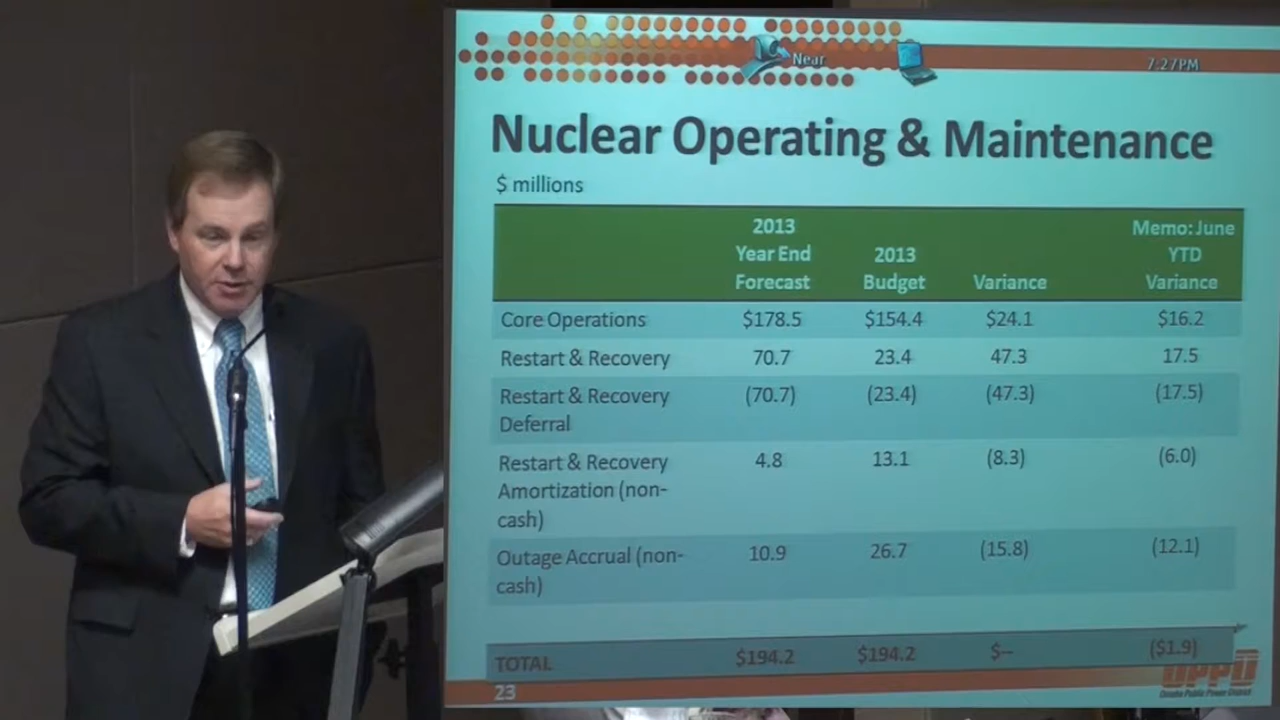 Near
7:27PM
Nuclear Operating & Maintenance
$ millions
2013 Year End Forecast 2013 Budget Variance Memo: June YTD Variance
Core Operations $178.5 $154.4 $24.1 $16.2
Restart & Recovery 70.7 23.4 47.3 17.5
Restart & Recovery Deferral (70.7) (23.4) (47.3) (17.5)
Restart & Recovery Amortization (non-cash) 4.8 13.1 (8.3) (6.0)
Outage Accrual (non-cash) 10.9 26.7 (15.8) (12.1)
TOTAL $194.2 $194.2 $– ($1.9)
23
OPPD
Omaha Public Power District